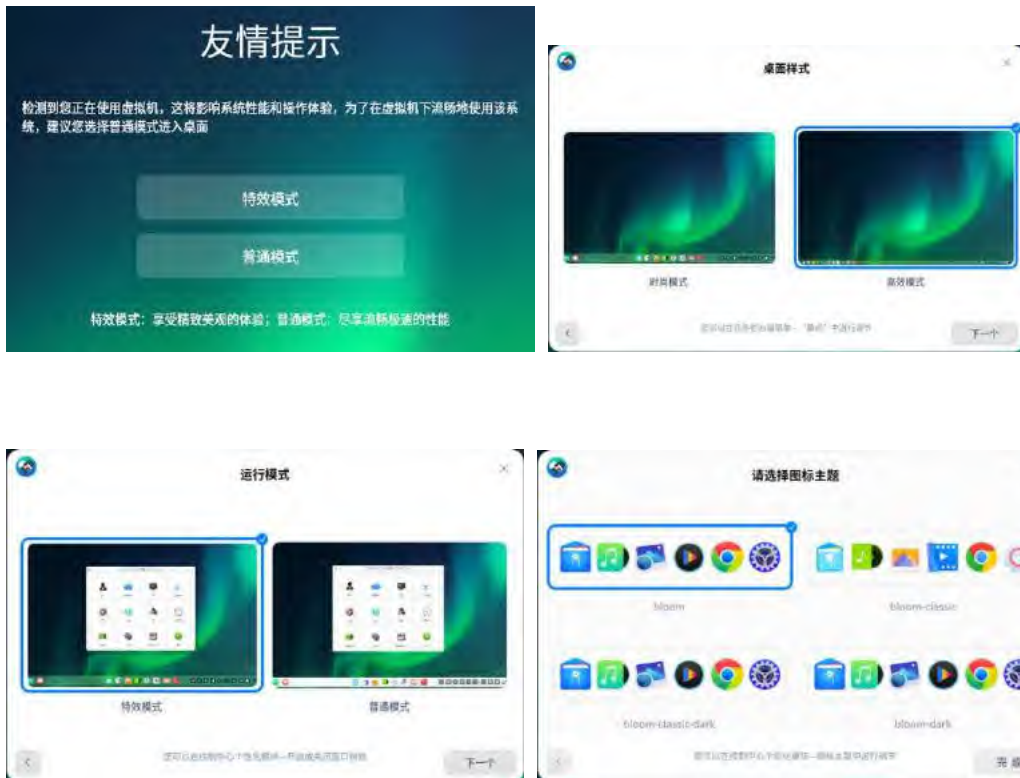 友情提示
检测到您正在使用虚拟机，这将影响系统性能和操作体验，为了在虚拟机下流畅地使用该系
统，建议您选择普通模式进入桌面
特效模式
普通模式
特效模式：享受精致美观的体验；普通模式：尽享流畅极速的性能
桌面样式
时尚模式
高效模式
下一个
运行模式
特效模式
普通模式
下一个
请选择图标主题
bloom
bloom-classic
bloom-classic-dark
bloom-dark
完成